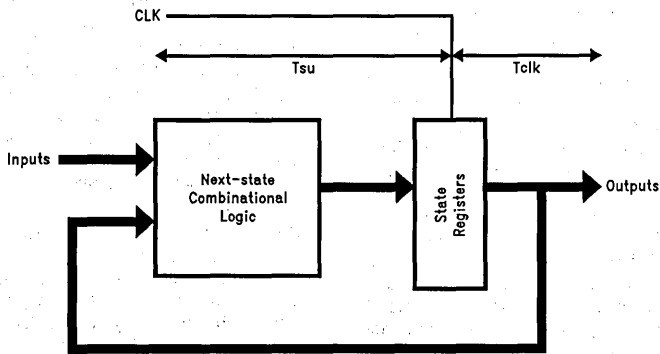 CLK
Tsu
Tclk
Inputs
Next-state
Combinational
Logic
State
Registers
Outputs